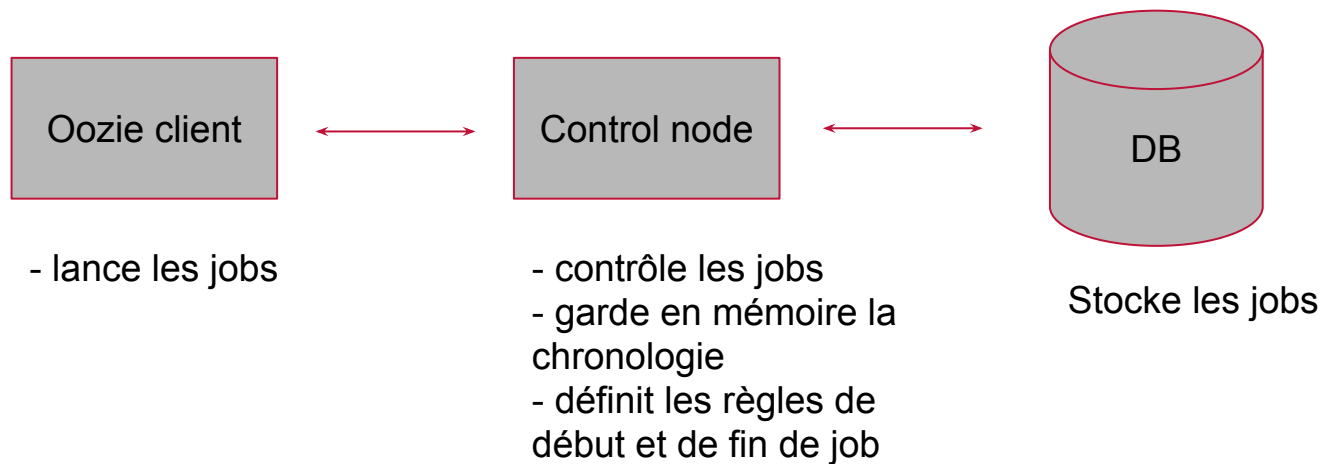 Oozie client
Control node
DB
- lance les jobs
- contrôle les jobs
- garde en mémoire la
chronologie
- définit les règles de
début et de fin de job
Stocke les jobs